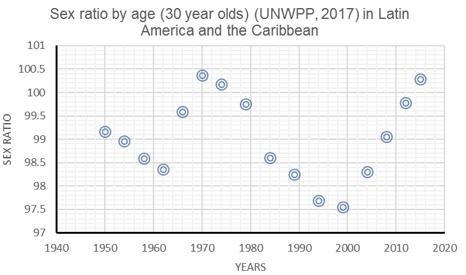 Sex ratio by age (30 year olds) (UNWPP, 2017) in Latin
America and the Caribbean
101
100.5
100
99.5
99
98.5
98
97.5
97
SEX RATIO
1940 1950 1960 1970 1980 1990 2000 2010 2020
YEARS